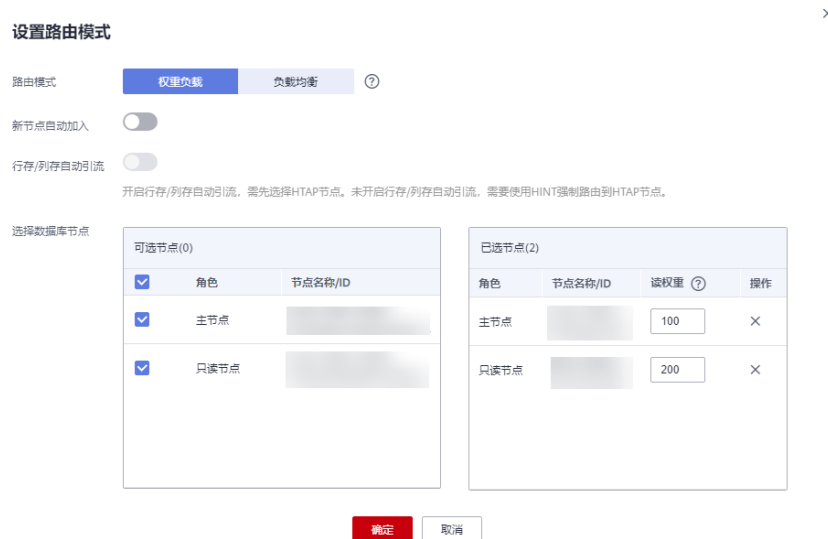 设置路由模式
路由模式 权重负载 负载均衡
新节点自动加入
行存/列存自动引流
开启行存/列存自动引流，需先选择HTAP节点。未开启行存/列存自动引流，需要使用HINT强制路由到HTAP节点。
选择数据库节点
可选节点(0)
角色 节点名称/ID
主节点
只读节点
已选节点(2)
角色 节点名称/ID 读权重 操作
主节点 100
只读节点 200
确定 取消